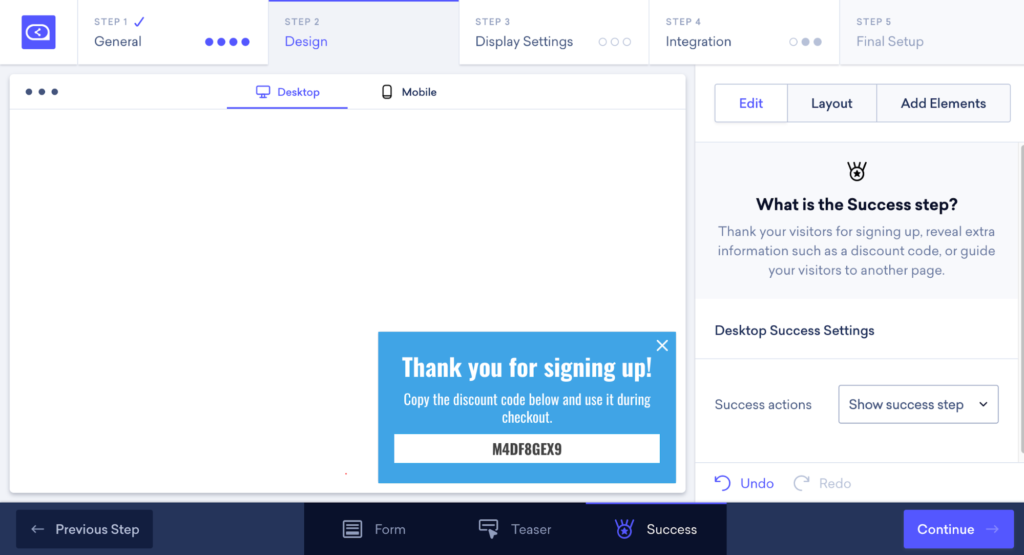 STEP 1
General
STEP 2
Design
STEP 3
Display Settings
STEP 4
Integration
STEP 5
Final Setup
Desktop
Mobile
Edit
Layout
Add Elements
What is the Success step?
Thank your visitors for signing up, reveal extra
information such as a discount code, or guide
your visitors to another page.
Desktop Success Settings
Success actions
Show success step
Thank you for signing up!
Copy the discount code below and use it during
checkout.
M4DF8GEX9
Undo
Redo
Previous Step
Form
Teaser
Success
Continue